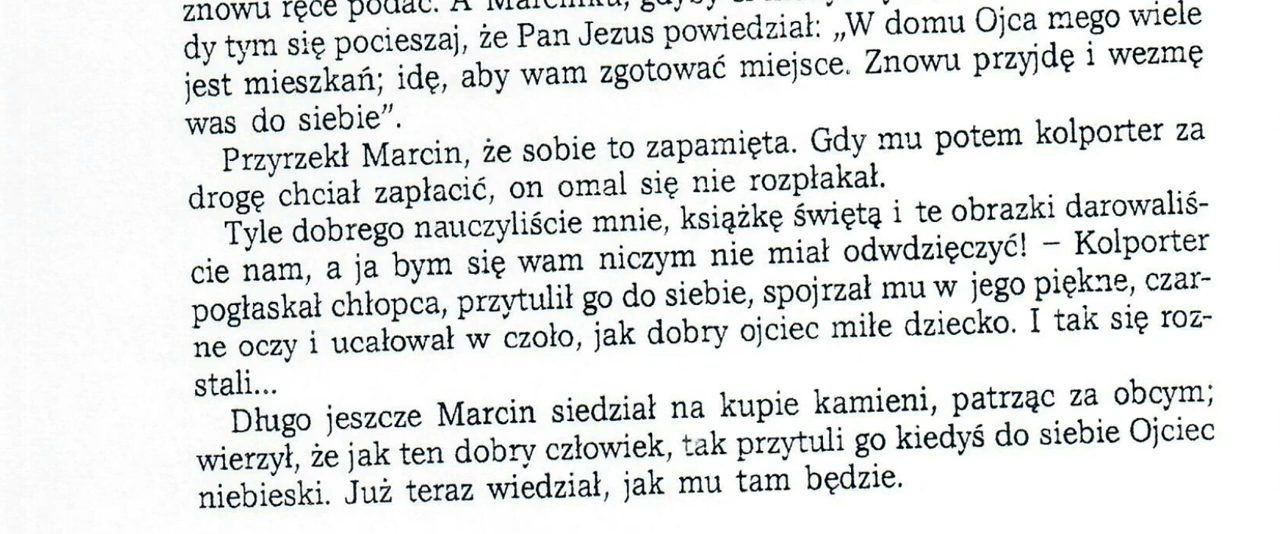 znowu ręce podać. A
dy tym się pocieszaj, że Pan Jezus powiedział: „W domu Ojca mego wiele
jest mieszkań; idę, aby wam zgotować miejsce. Znowu przyjdę i wezmę
was do siebie”.
Przyrzekł Marcin, że sobie to zapamięta. Gdy mu potem kolporter za
drogę chciał zapłacić, on omal się nie rozpłakał.
Tyle dobrego nauczyliście mnie, książkę świętą i te obrazki darowaliś-
cie nam, a ja bym się wam niczym nie miał odwdzięczyć! – Kolporter
pogłaskał chłopca, przytulił go do siebie, spojrzał mu w jego piękne, czar-
ne oczy i ucałował w czoło, jak dobry ojciec miłe dziecko. I tak się roz-
stali...
Długo jeszcze Marcin siedział na kupie kamieni, patrząc za obcym;
wierzył, że jak ten dobry człowiek, tak przytuli go kiedyś do siebie Ojciec
niebieski. Już teraz wiedział, jak mu tam będzie.